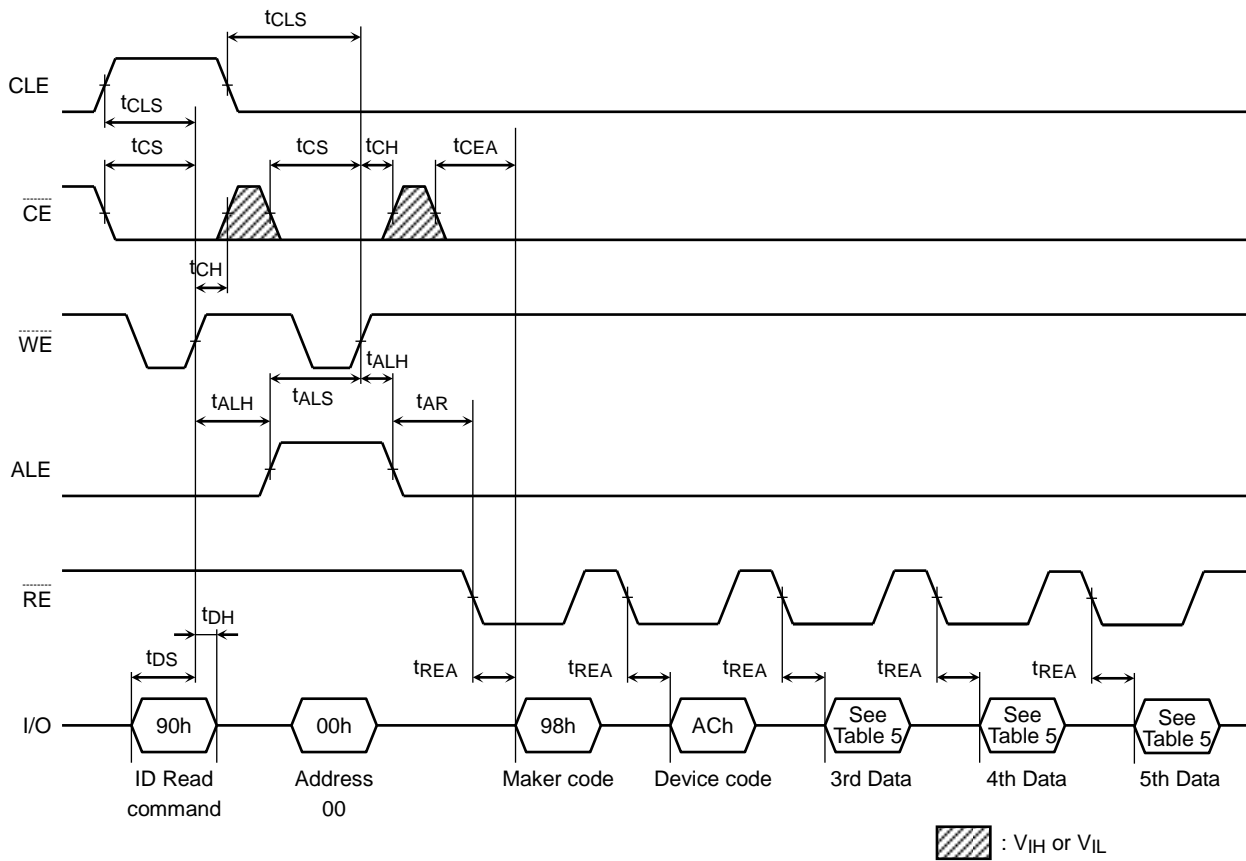 tCLS
CLE
tCLS
tCS
tCS
tCH
tCEA
CE
tCH
WE
tALH
tALH
tALS
tAR
ALE
RE
tDH
tDS
tREA
tREA
tREA
tREA
tREA
I/O
90h
00h
98h
ACh
See
Table 5
See
Table 5
See
Table 5
ID Read
command
Address
00
Maker code
Device code
3rd Data
4th Data
5th Data
: VIH or VIL